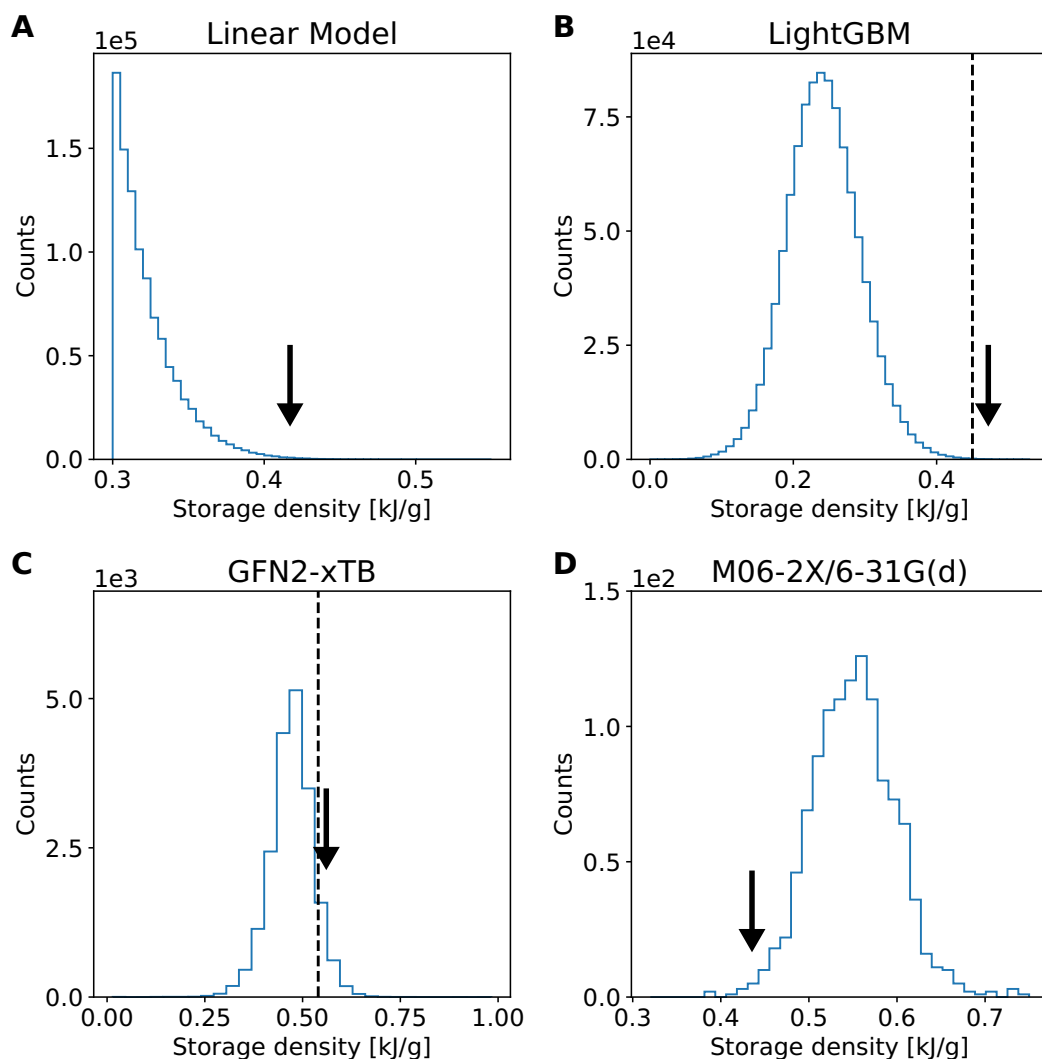 A
1e5
Linear Model
Counts
1.5
1.0
0.5
0.0
0.3
0.4
0.5
Storage density [kJ/g]
B
1e4
LightGBM
Counts
7.5
5.0
2.5
0.0
0.0
0.2
0.4
Storage density [kJ/g]
C
1e3
GFN2-xTB
Counts
5.0
2.5
0.0
0.00
0.25
0.50
0.75
1.00
Storage density [kJ/g]
D
1e2
M06-2X/6-31G(d)
Counts
1.5
1.0
0.5
0.0
0.3
0.4
0.5
0.6
0.7
Storage density [kJ/g]